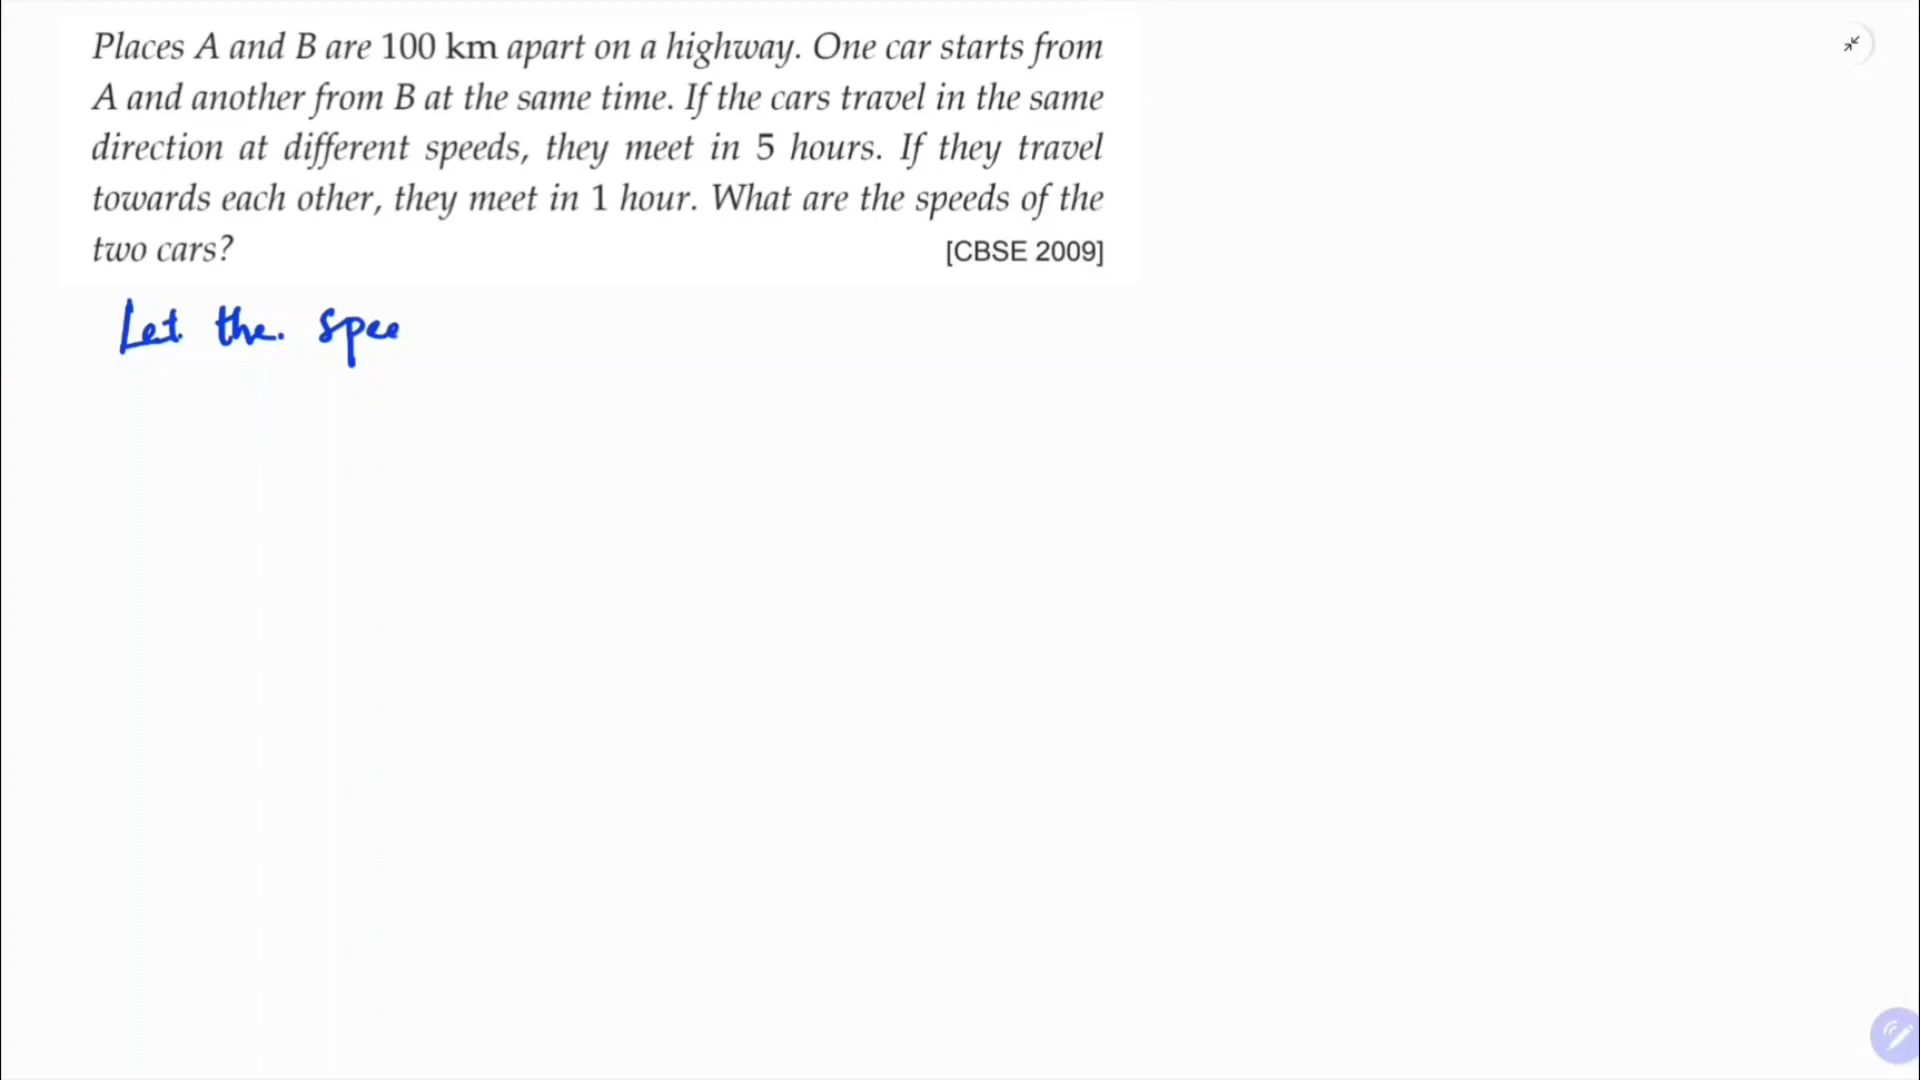 Places A and B are 100 km apart on a highway. One car starts from
A and another from B at the same time. If the cars travel in the same
direction at different speeds, they meet in 5 hours. If they travel
towards each other, they meet in 1 hour. What are the speeds of the
two cars? [CBSE 2009]
Let the. spee